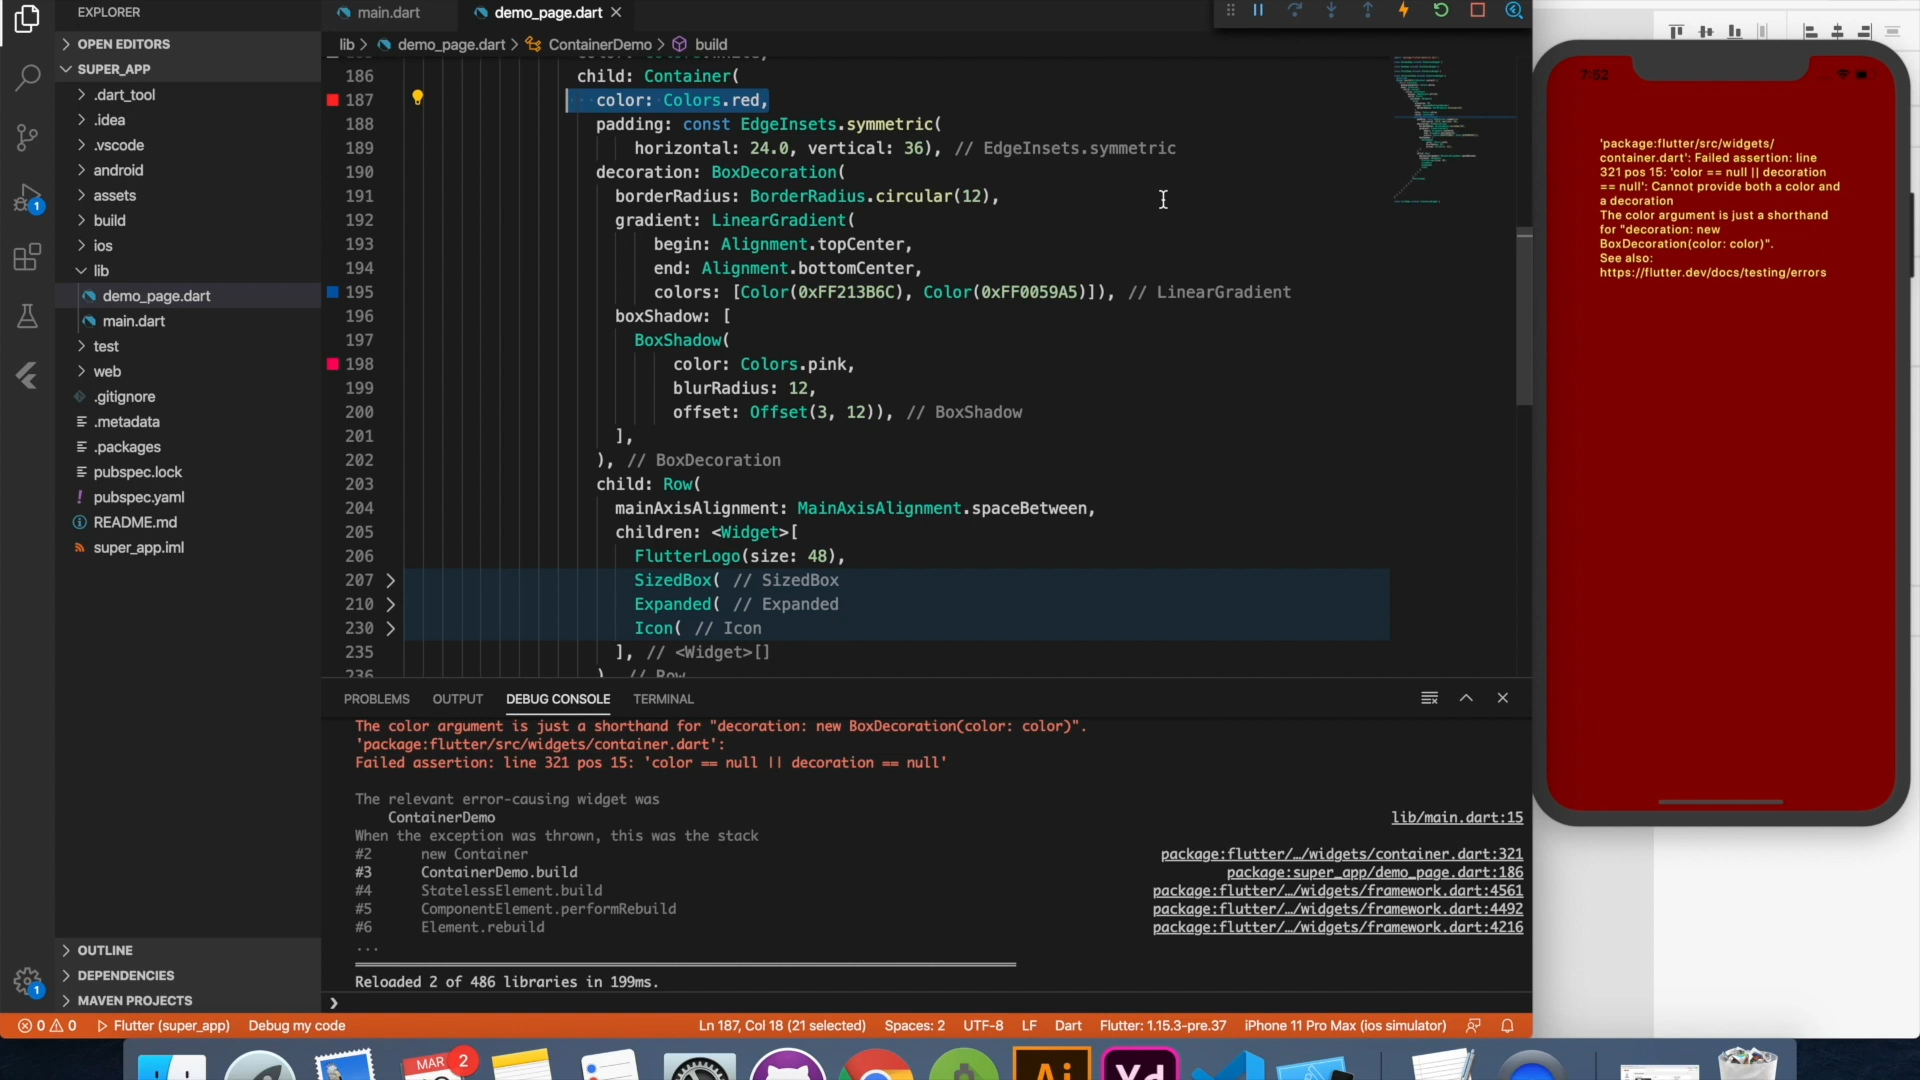 EXPLORER
OPEN EDITORS
SUPER_APP
.dart_tool
.idea
.vscode
android
assets
build
ios
lib
demo_page.dart
main.dart
test
web
.gitignore
.metadata
.packages
pubspec.lock
! pubspec.yaml
README.md
super_app.iml
OUTLINE
DEPENDENCIES
MAVEN PROJECTS
1
1
main.dart
demo_page.dart
lib > demo_page.dart > ContainerDemo > build
186 child: Container(
187 color: Colors.red,
188 padding: const EdgeInsets.symmetric(
189 horizontal: 24.0, vertical: 36), // EdgeInsets.symmetric
190 decoration: BoxDecoration(
191 borderRadius: BorderRadius.circular(12),
192 gradient: LinearGradient(
193 begin: Alignment.topCenter,
194 end: Alignment.bottomCenter,
195 colors: [Color(0xFF213B6C), Color(0xFF0059A5)]), // LinearGradient
196 boxShadow: [
197 BoxShadow(
198 color: Colors.pink,
199 blurRadius: 12,
200 offset: Offset(3, 12)), // BoxShadow
201 ],
202 ), // BoxDecoration
203 child: Row(
204 mainAxisAlignment: MainAxisAlignment.spaceBetween,
205 children: <Widget>[
206 FlutterLogo(size: 48),
207 SizedBox( // SizedBox
210 Expanded( // Expanded
230 Icon( // Icon
235 ], // <Widget>[]
236 ) // Row
PROBLEMS OUTPUT DEBUG CONSOLE TERMINAL
The color argument is just a shorthand for "decoration: new BoxDecoration(color: color)".
'package:flutter/src/widgets/container.dart':
Failed assertion: line 321 pos 15: 'color == null || decoration == null'
The relevant error-causing widget was
ContainerDemo lib/main.dart:15
When the exception was thrown, this was the stack
#2 new Container package:flutter/…/widgets/container.dart:321
#3 ContainerDemo.build package:super_app/demo_page.dart:186
#4 StatelessElement.build package:flutter/…/widgets/framework.dart:4561
#5 ComponentElement.performRebuild package:flutter/…/widgets/framework.dart:4492
#6 Element.rebuild package:flutter/…/widgets/framework.dart:4216
...
Reloaded 2 of 486 libraries in 199ms.
0 0 Flutter (super_app) Debug my code Ln 187, Col 18 (21 selected) Spaces: 2 UTF-8 LF Dart Flutter: 1.15.3-pre.37 iPhone 11 Pro Max (ios simulator)
7:52
'package:flutter/src/widgets/
container.dart': Failed assertion: line
321 pos 15: 'color == null || decoration
== null': Cannot provide both a color and
a decoration
The color argument is just a shorthand
for "decoration: new
BoxDecoration(color: color)".
See also:
https://flutter.dev/docs/testing/errors
MAR 2
Ai
Xd